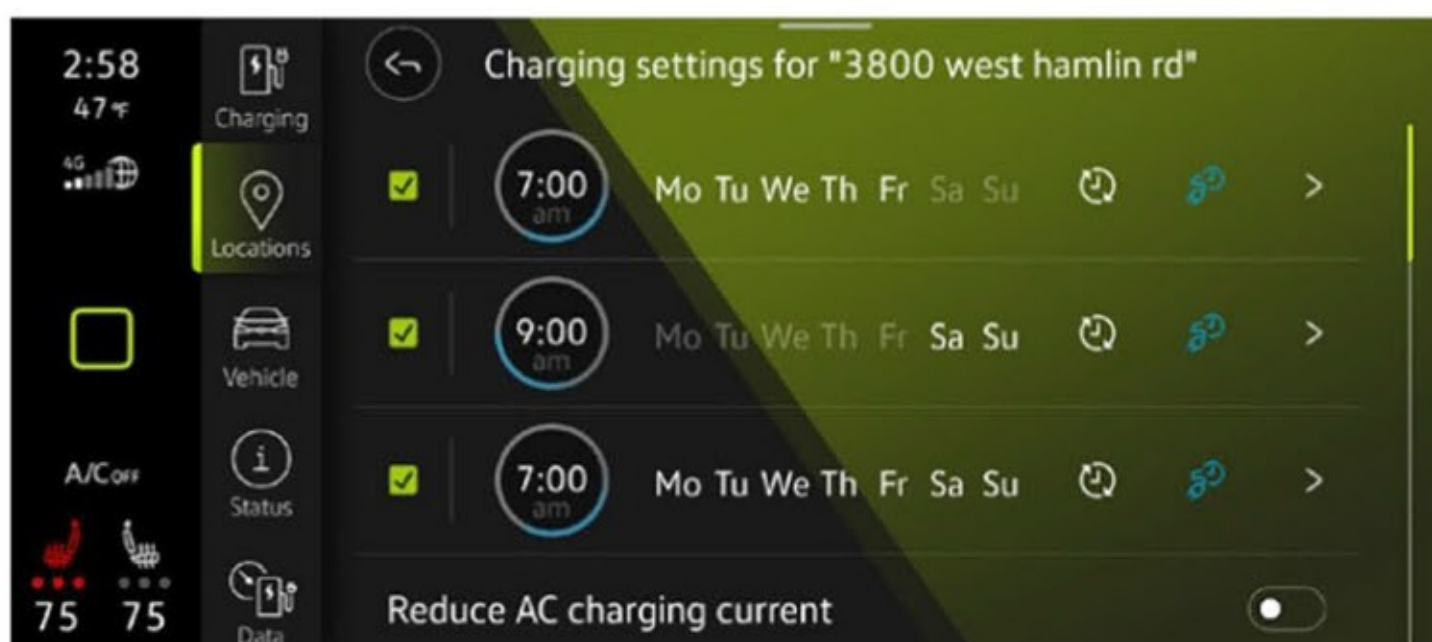 2:58
47°F
4G
A/C OFF
75 75
Charging
Locations
Vehicle
Status
Data
Charging settings for "3800 west hamlin rd"
7:00 am Mo Tu We Th Fr Sa Su
9:00 am Mo Tu We Th Fr Sa Su
7:00 am Mo Tu We Th Fr Sa Su
Reduce AC charging current